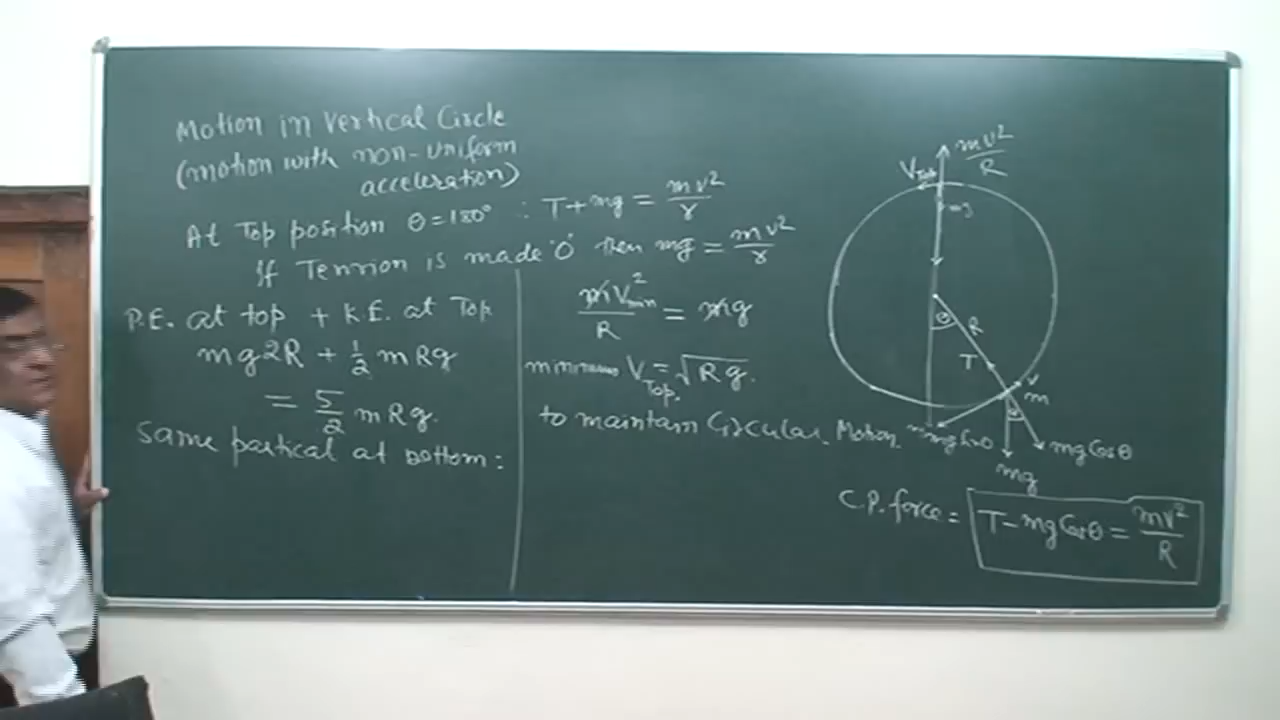 Motion in Vertical Circle
(motion with non-uniform
acceleration)
At Top position θ=180° : T+mg = mv²/r
If Tension is made '0' then mg = mv²/r
P.E. at top + K.E. at Top
mg2R + 1/2 mRg
= 5/2 mRg.
Same partical at bottom:
mV²min/R = mg
minimum V Top. = √Rg.
to maintain Circular Motion
mv²/R
VTop
mg
θ
R
T
v
m
θ
mg Sinθ
mg Cosθ
mg
C.P. force = T - mg Cosθ = mv²/R